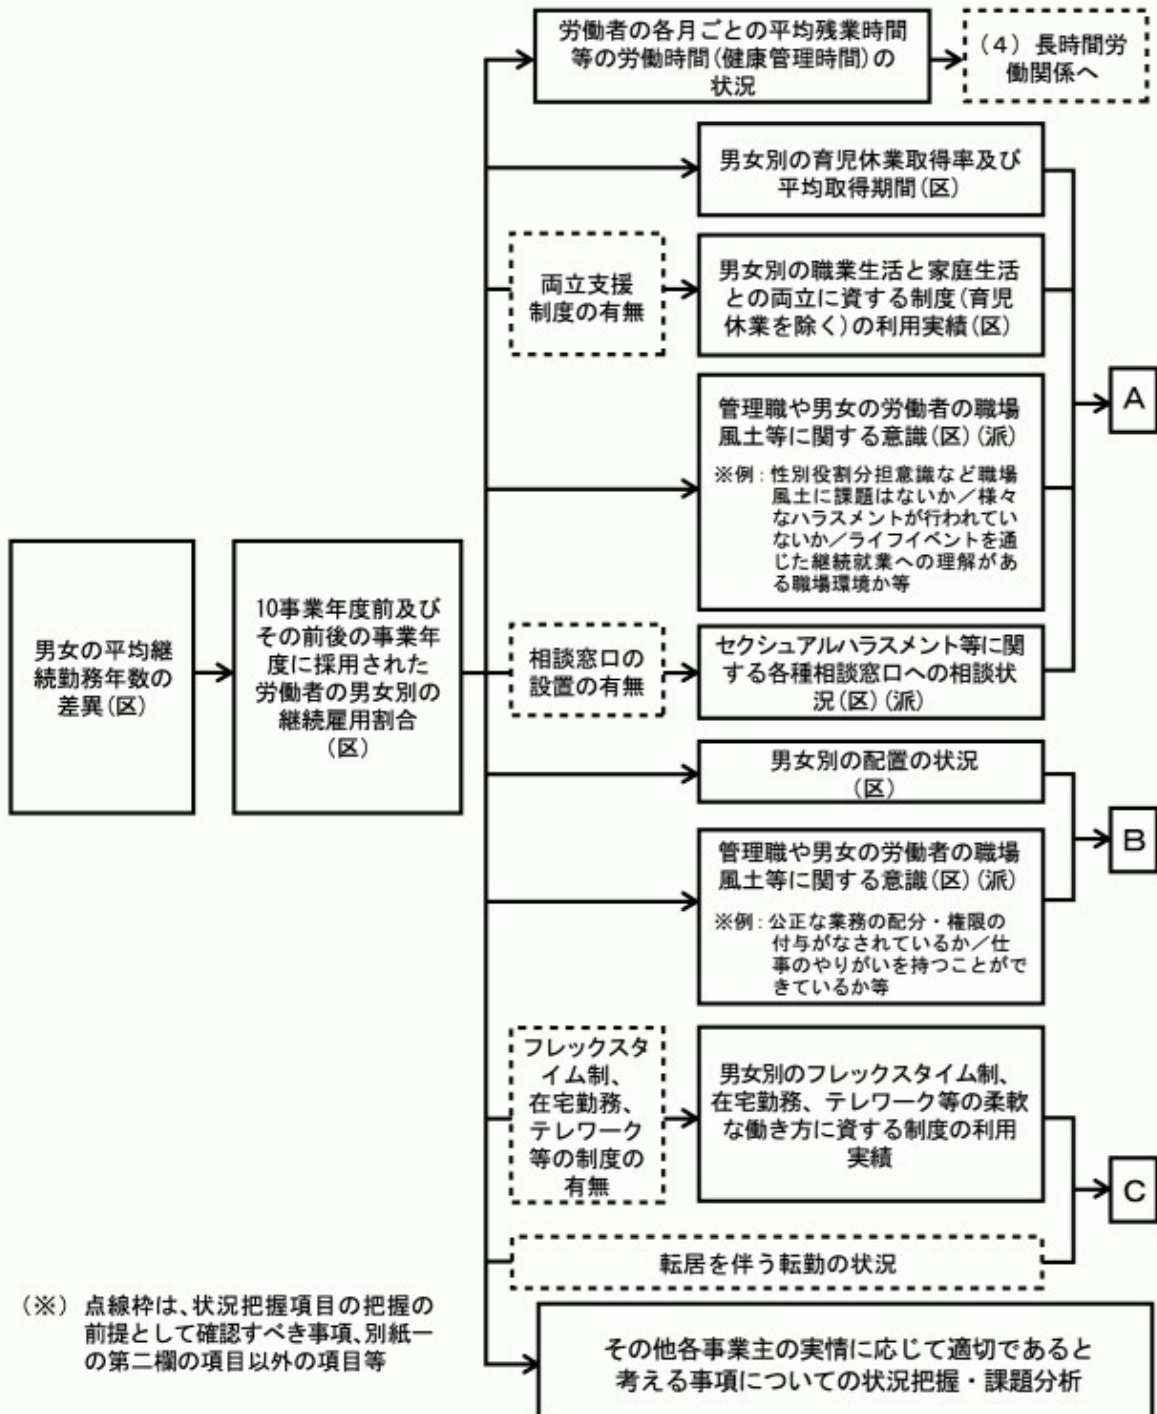 労働者の各月ごとの平均残業時間
等の労働時間(健康管理時間)の
状況
(4) 長時間労
働関係へ
男女別の育児休業取得率及び
平均取得期間(区)
両立支援
制度の有無
男女別の職業生活と家庭生活
との両立に資する制度(育児
休業を除く)の利用実績(区)
管理職や男女の労働者の職場
風土等に関する意識(区)(派)
※例:性別役割分担意識など職場
風土に課題はないか/様々
なハラスメントが行われてい
ないか/ライフイベントを通
じた継続就業への理解があ
る職場環境か等
A
男女の平均継
続勤務年数の
差異(区)
10事業年度前及び
その前後の事業年
度に採用された
労働者の男女別の
継続雇用割合
(区)
相談窓口の
設置の有無
セクシュアルハラスメント等に関
する各種相談窓口への相談状
況(区)(派)
男女別の配置の状況
(区)
管理職や男女の労働者の職場
風土等に関する意識(区)(派)
※例:公正な業務の配分・権限の
付与がなされているか/仕
事のやりがいを持つことがで
きているか等
B
フレックスタ
イム制、
在宅勤務、
テレワーク
等の制度の
有無
男女別のフレックスタイム制、
在宅勤務、テレワーク等の柔軟
な働き方に資する制度の利用
実績
C
転居を伴う転勤の状況
(※) 点線枠は、状況把握項目の把握の
前提として確認すべき事項、別紙一
の第二欄の項目以外の項目等
その他各事業主の実情に応じて適切であると
考える事項についての状況把握・課題分析